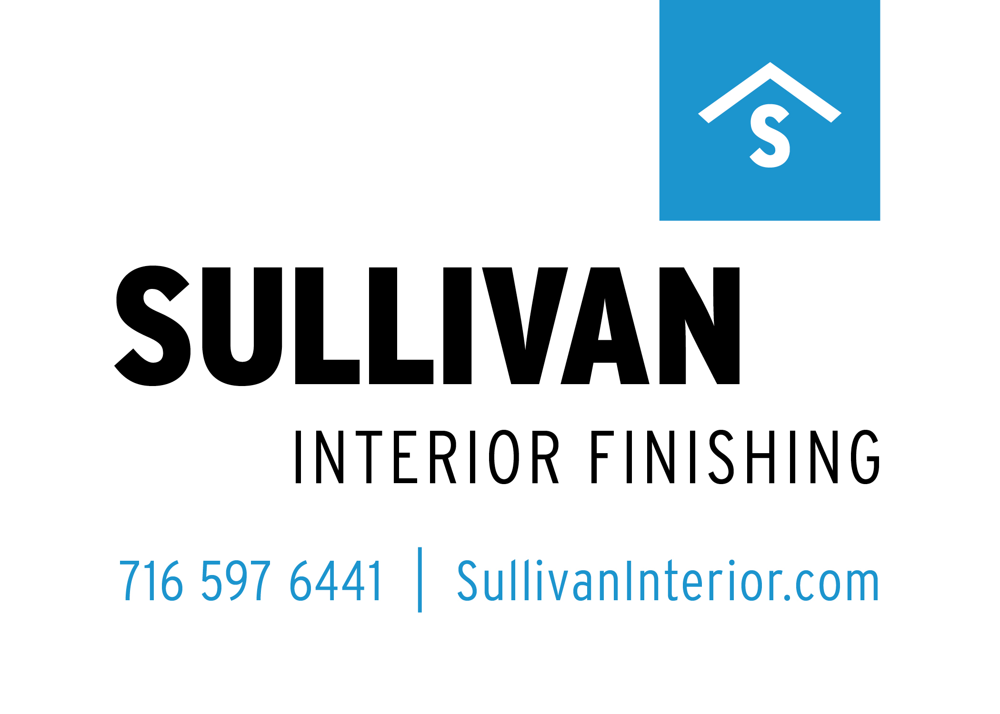 S
SULLIVAN
INTERIOR FINISHING
716 597 6441 | SullivanInterior.com